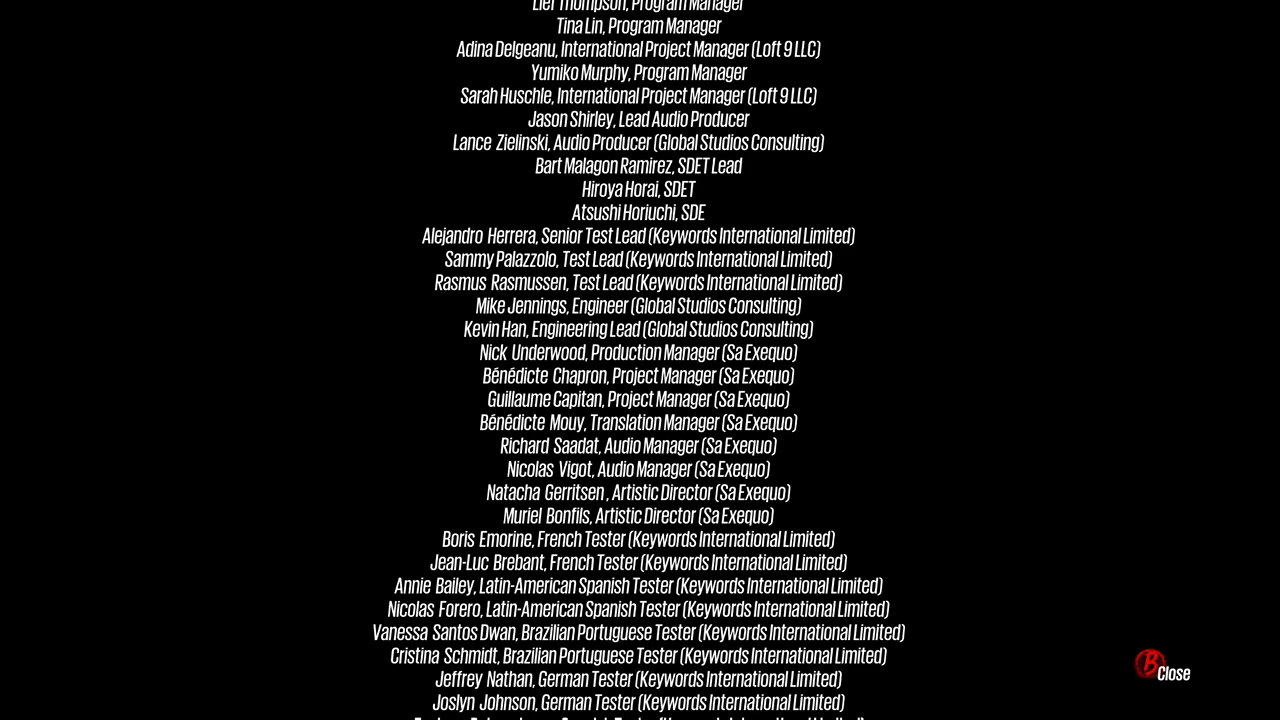 Lief Thompson, Program Manager
Tina Lin, Program Manager
Adina Delgeanu, International Project Manager (Loft 9 LLC)
Yumiko Murphy, Program Manager
Sarah Huschle, International Project Manager (Loft 9 LLC)
Jason Shirley, Lead Audio Producer
Lance Zielinski, Audio Producer (Global Studios Consulting)
Bart Malagon Ramirez, SDET Lead
Hiroya Horai, SDET
Atsushi Horiuchi, SDE
Alejandro Herrera, Senior Test Lead (Keywords International Limited)
Sammy Palazzolo, Test Lead (Keywords International Limited)
Rasmus Rasmussen, Test Lead (Keywords International Limited)
Mike Jennings, Engineer (Global Studios Consulting)
Kevin Han, Engineering Lead (Global Studios Consulting)
Nick Underwood, Production Manager (Sa Exequo)
Bénédicte Chapron, Project Manager (Sa Exequo)
Guillaume Capitan, Project Manager (Sa Exequo)
Bénédicte Mouy, Translation Manager (Sa Exequo)
Richard Saadat, Audio Manager (Sa Exequo)
Nicolas Vigot, Audio Manager (Sa Exequo)
Natacha Gerritsen , Artistic Director (Sa Exequo)
Muriel Bonfils, Artistic Director (Sa Exequo)
Boris Emorine, French Tester (Keywords International Limited)
Jean-Luc Brebant, French Tester (Keywords International Limited)
Annie Bailey, Latin-American Spanish Tester (Keywords International Limited)
Nicolas Forero, Latin-American Spanish Tester (Keywords International Limited)
Vanessa Santos Dwan, Brazilian Portuguese Tester (Keywords International Limited)
Cristina Schmidt, Brazilian Portuguese Tester (Keywords International Limited)
Jeffrey Nathan, German Tester (Keywords International Limited)
Joslyn Johnson, German Tester (Keywords International Limited)
B Close